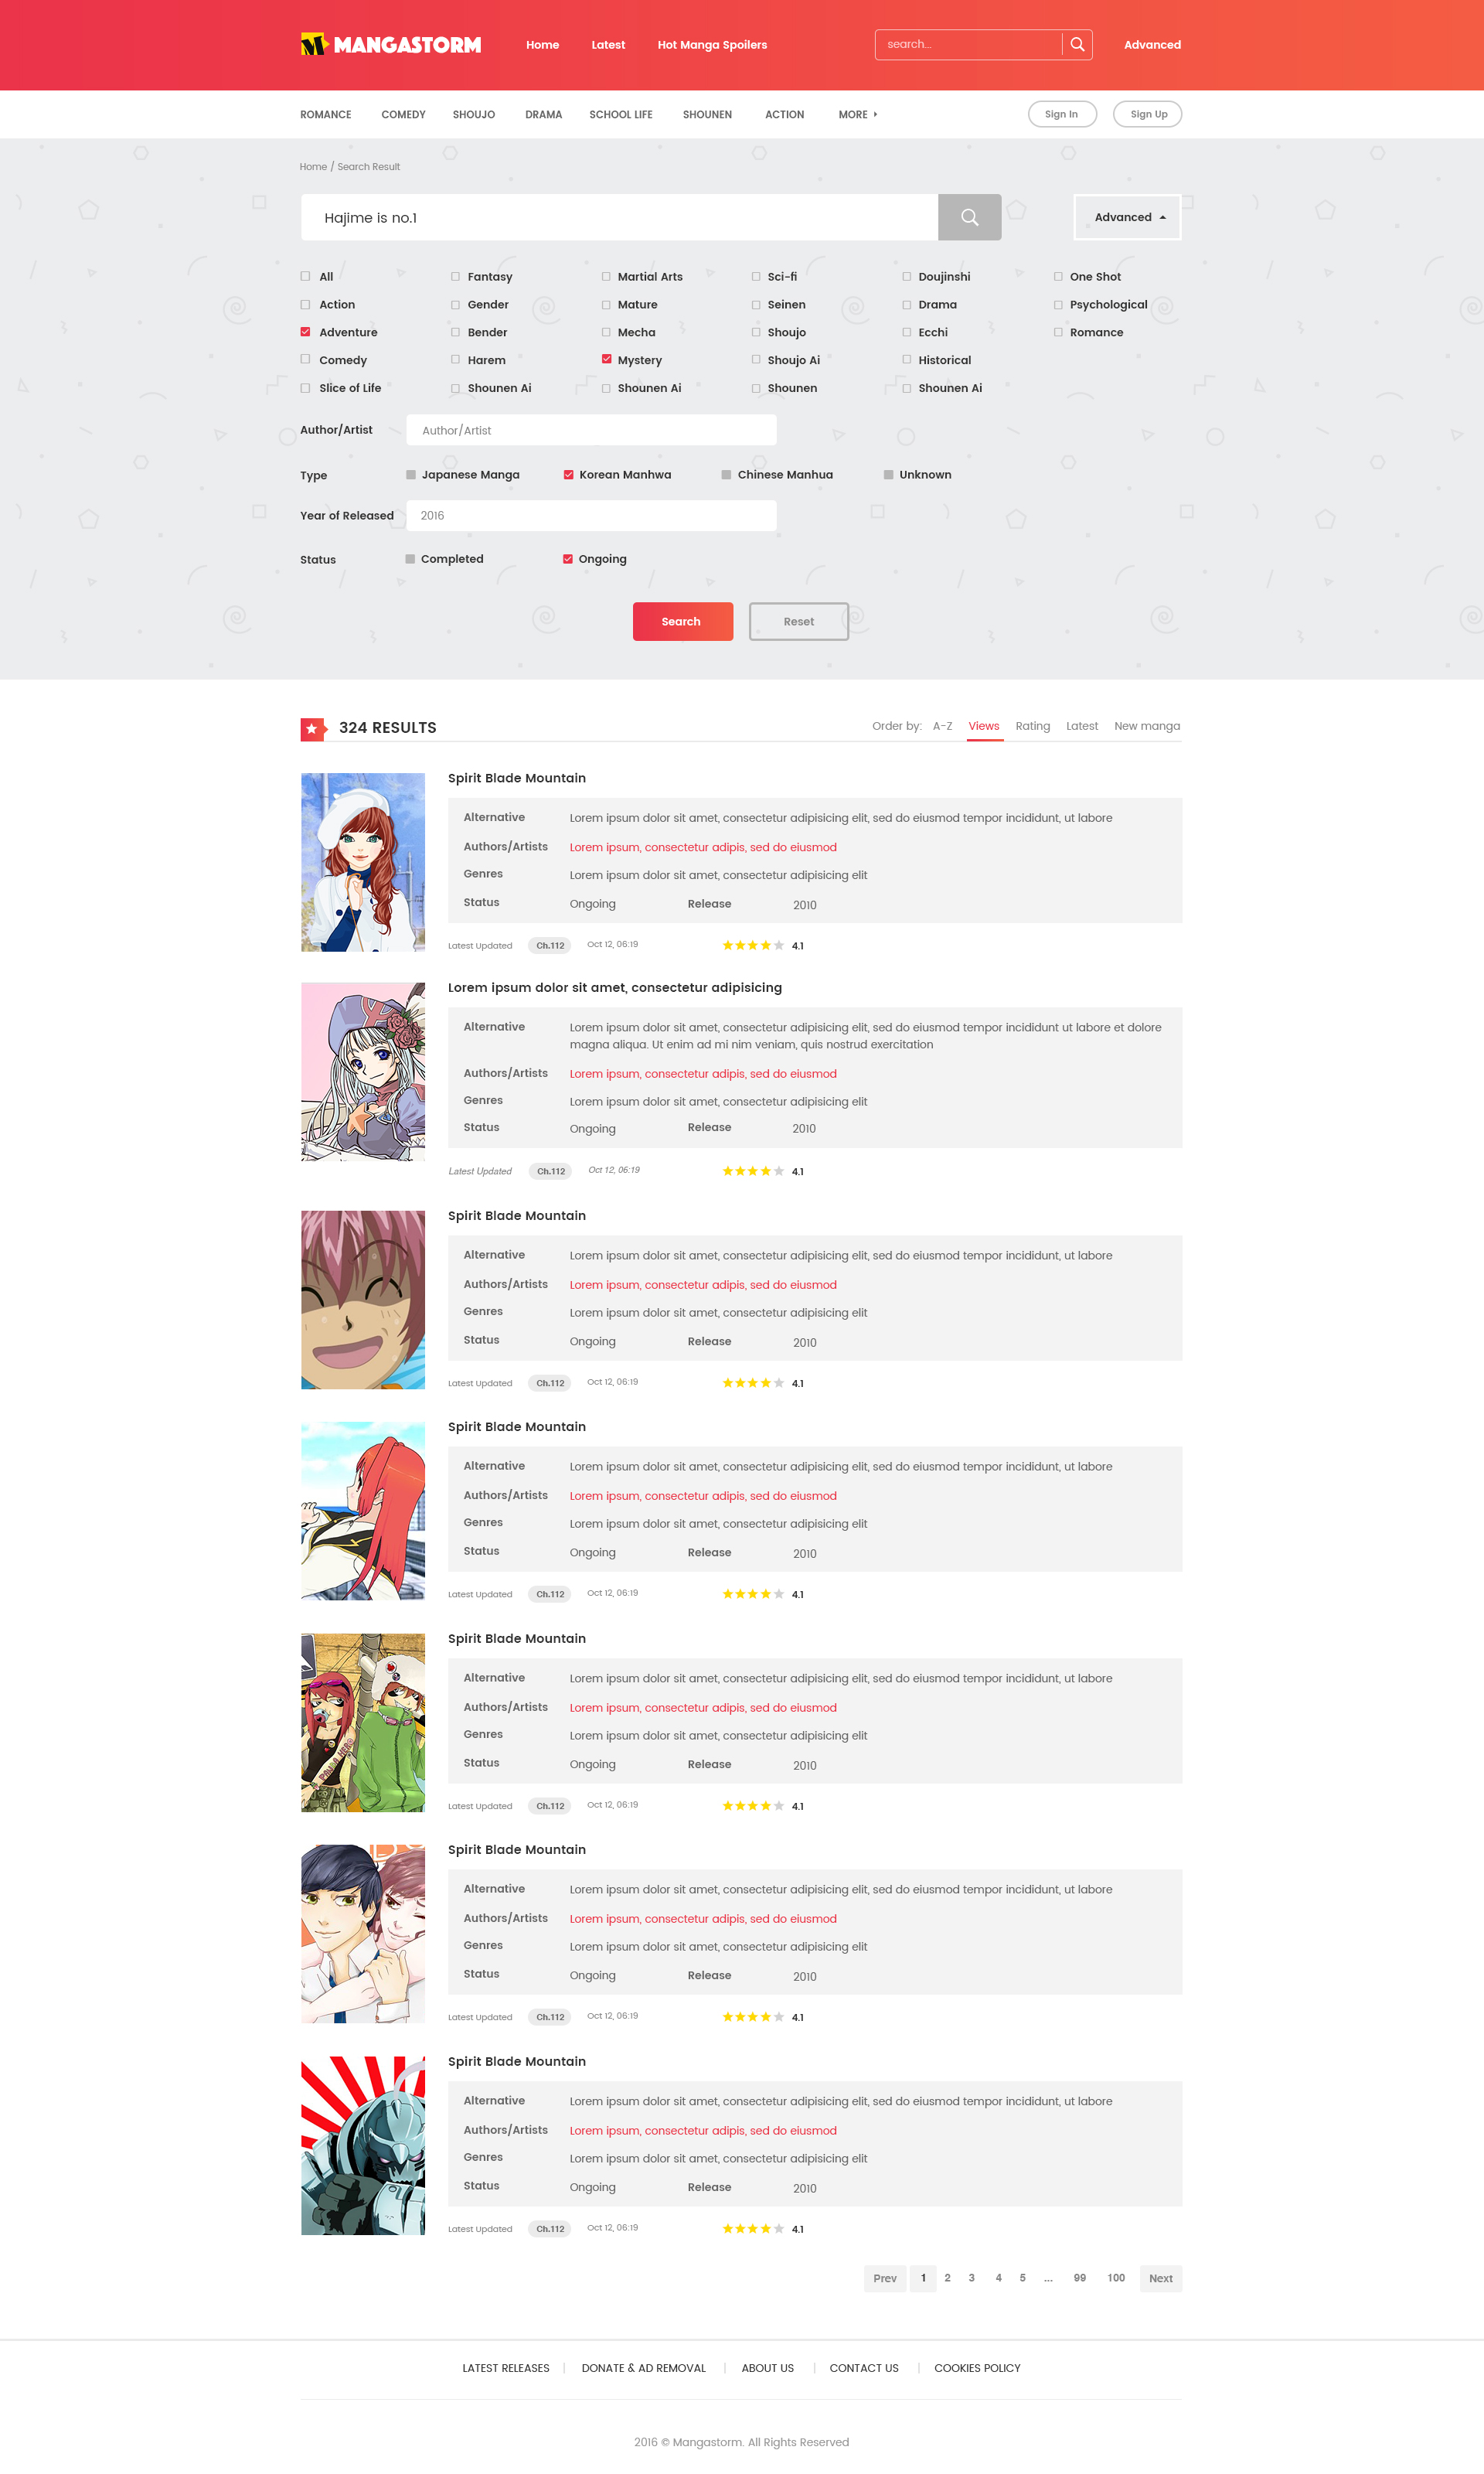 MANGASTORM Home Latest Hot Manga Spoilers search... Advanced
ROMANCE COMEDY SHOUJO DRAMA SCHOOL LIFE SHOUNEN ACTION MORE Sign In Sign Up
Home / Search Result
Hajime is no.1 Advanced
All Fantasy Martial Arts Sci-fi Doujinshi One Shot
Action Gender Mature Seinen Drama Psychological
Adventure Bender Mecha Shoujo Ecchi Romance
Comedy Harem Mystery Shoujo Ai Historical
Slice of Life Shounen Ai Shounen Ai Shounen Shounen Ai
Author/Artist Author/Artist
Type Japanese Manga Korean Manhwa Chinese Manhua Unknown
Year of Released 2016
Status Completed Ongoing
Search Reset
324 RESULTS Order by: A-Z Views Rating Latest New manga
Spirit Blade Mountain
Alternative Lorem ipsum dolor sit amet, consectetur adipisicing elit, sed do eiusmod tempor incididunt, ut labore
Authors/Artists Lorem ipsum, consectetur adipis, sed do eiusmod
Genres Lorem ipsum dolor sit amet, consectetur adipisicing elit
Status Ongoing Release 2010
Latest Updated Ch.112 Oct 12, 06:19 4.1
Lorem ipsum dolor sit amet, consectetur adipisicing
Alternative Lorem ipsum dolor sit amet, consectetur adipisicing elit, sed do eiusmod tempor incididunt ut labore et dolore
magna aliqua. Ut enim ad mi nim veniam, quis nostrud exercitation
Authors/Artists Lorem ipsum, consectetur adipis, sed do eiusmod
Genres Lorem ipsum dolor sit amet, consectetur adipisicing elit
Status Ongoing Release 2010
Latest Updated Ch.112 Oct 12, 06:19 4.1
Spirit Blade Mountain
Alternative Lorem ipsum dolor sit amet, consectetur adipisicing elit, sed do eiusmod tempor incididunt, ut labore
Authors/Artists Lorem ipsum, consectetur adipis, sed do eiusmod
Genres Lorem ipsum dolor sit amet, consectetur adipisicing elit
Status Ongoing Release 2010
Latest Updated Ch.112 Oct 12, 06:19 4.1
Spirit Blade Mountain
Alternative Lorem ipsum dolor sit amet, consectetur adipisicing elit, sed do eiusmod tempor incididunt, ut labore
Authors/Artists Lorem ipsum, consectetur adipis, sed do eiusmod
Genres Lorem ipsum dolor sit amet, consectetur adipisicing elit
Status Ongoing Release 2010
Latest Updated Ch.112 Oct 12, 06:19 4.1
Spirit Blade Mountain
Alternative Lorem ipsum dolor sit amet, consectetur adipisicing elit, sed do eiusmod tempor incididunt, ut labore
Authors/Artists Lorem ipsum, consectetur adipis, sed do eiusmod
Genres Lorem ipsum dolor sit amet, consectetur adipisicing elit
Status Ongoing Release 2010
Latest Updated Ch.112 Oct 12, 06:19 4.1
Spirit Blade Mountain
Alternative Lorem ipsum dolor sit amet, consectetur adipisicing elit, sed do eiusmod tempor incididunt, ut labore
Authors/Artists Lorem ipsum, consectetur adipis, sed do eiusmod
Genres Lorem ipsum dolor sit amet, consectetur adipisicing elit
Status Ongoing Release 2010
Latest Updated Ch.112 Oct 12, 06:19 4.1
Spirit Blade Mountain
Alternative Lorem ipsum dolor sit amet, consectetur adipisicing elit, sed do eiusmod tempor incididunt, ut labore
Authors/Artists Lorem ipsum, consectetur adipis, sed do eiusmod
Genres Lorem ipsum dolor sit amet, consectetur adipisicing elit
Status Ongoing Release 2010
Latest Updated Ch.112 Oct 12, 06:19 4.1
Prev 1 2 3 4 5 ... 99 100 Next
LATEST RELEASES | DONATE & AD REMOVAL | ABOUT US | CONTACT US | COOKIES POLICY
2016 © Mangastorm. All Rights Reserved